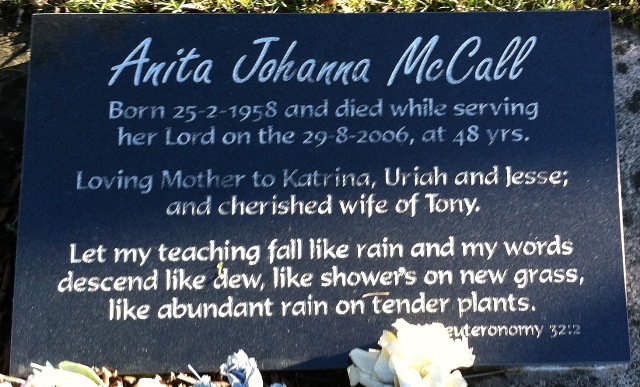 Anita Johanna McCall
Born 25-2-1958 and died while serving
her Lord on the 29-8-2006, at 48 yrs.
Loving Mother to Katrina, Uriah and Jesse;
and cherished wife of Tony.
Let my teaching fall like rain and my words
descend like dew, like showers on new grass,
like abundant rain on tender plants.
euteronomy 32:2